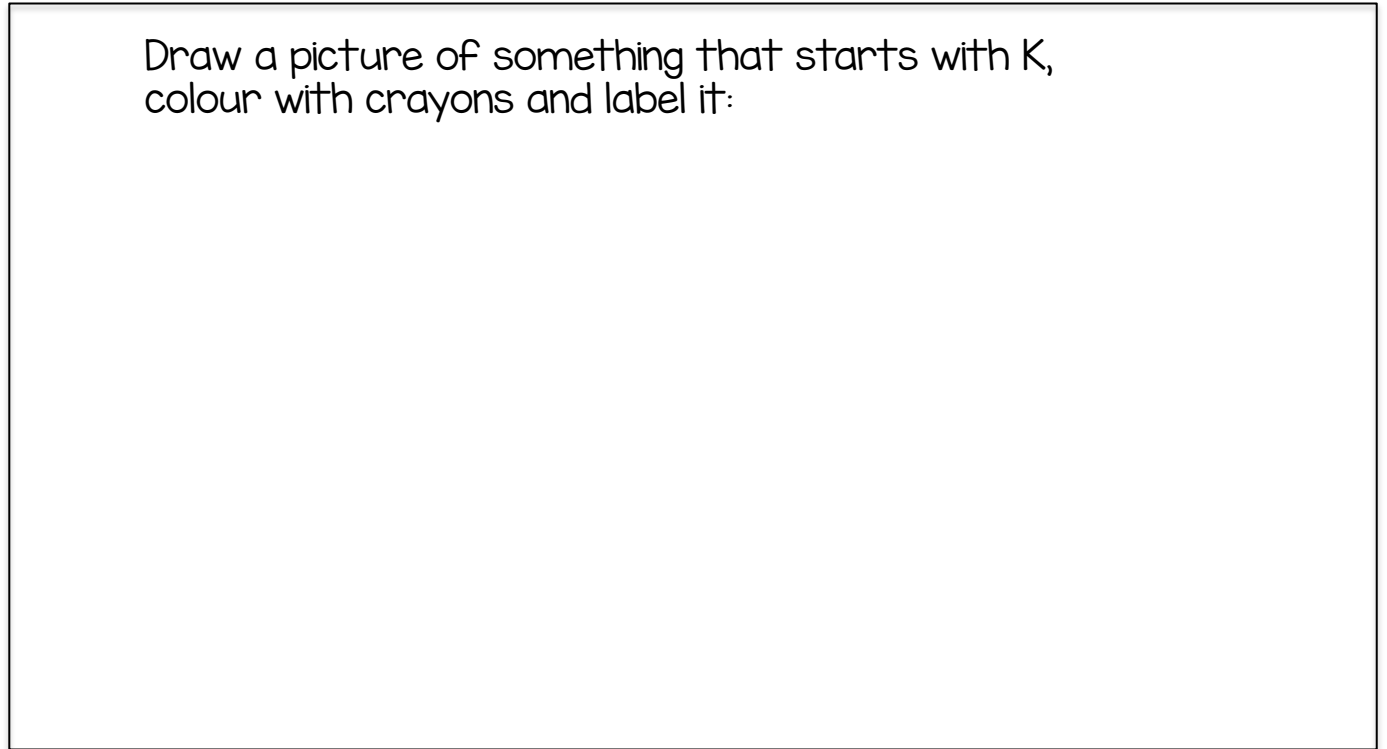 Draw a picture of something that starts with K,
colour with crayons and label it: